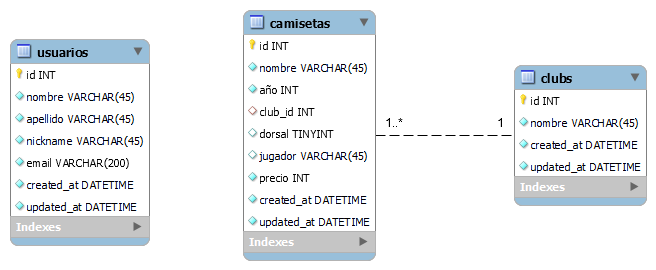 usuarios
id INT
nombre VARCHAR(45)
apellido VARCHAR(45)
nickname VARCHAR(45)
email VARCHAR(200)
created_at DATETIME
updated_at DATETIME
Indexes
camisetas
id INT
nombre VARCHAR(45)
año INT
club_id INT
dorsal TINYINT
jugador VARCHAR(45)
precio INT
created_at DATETIME
updated_at DATETIME
Indexes
1..*
1
clubs
id INT
nombre VARCHAR(45)
created_at DATETIME
updated_at DATETIME
Indexes